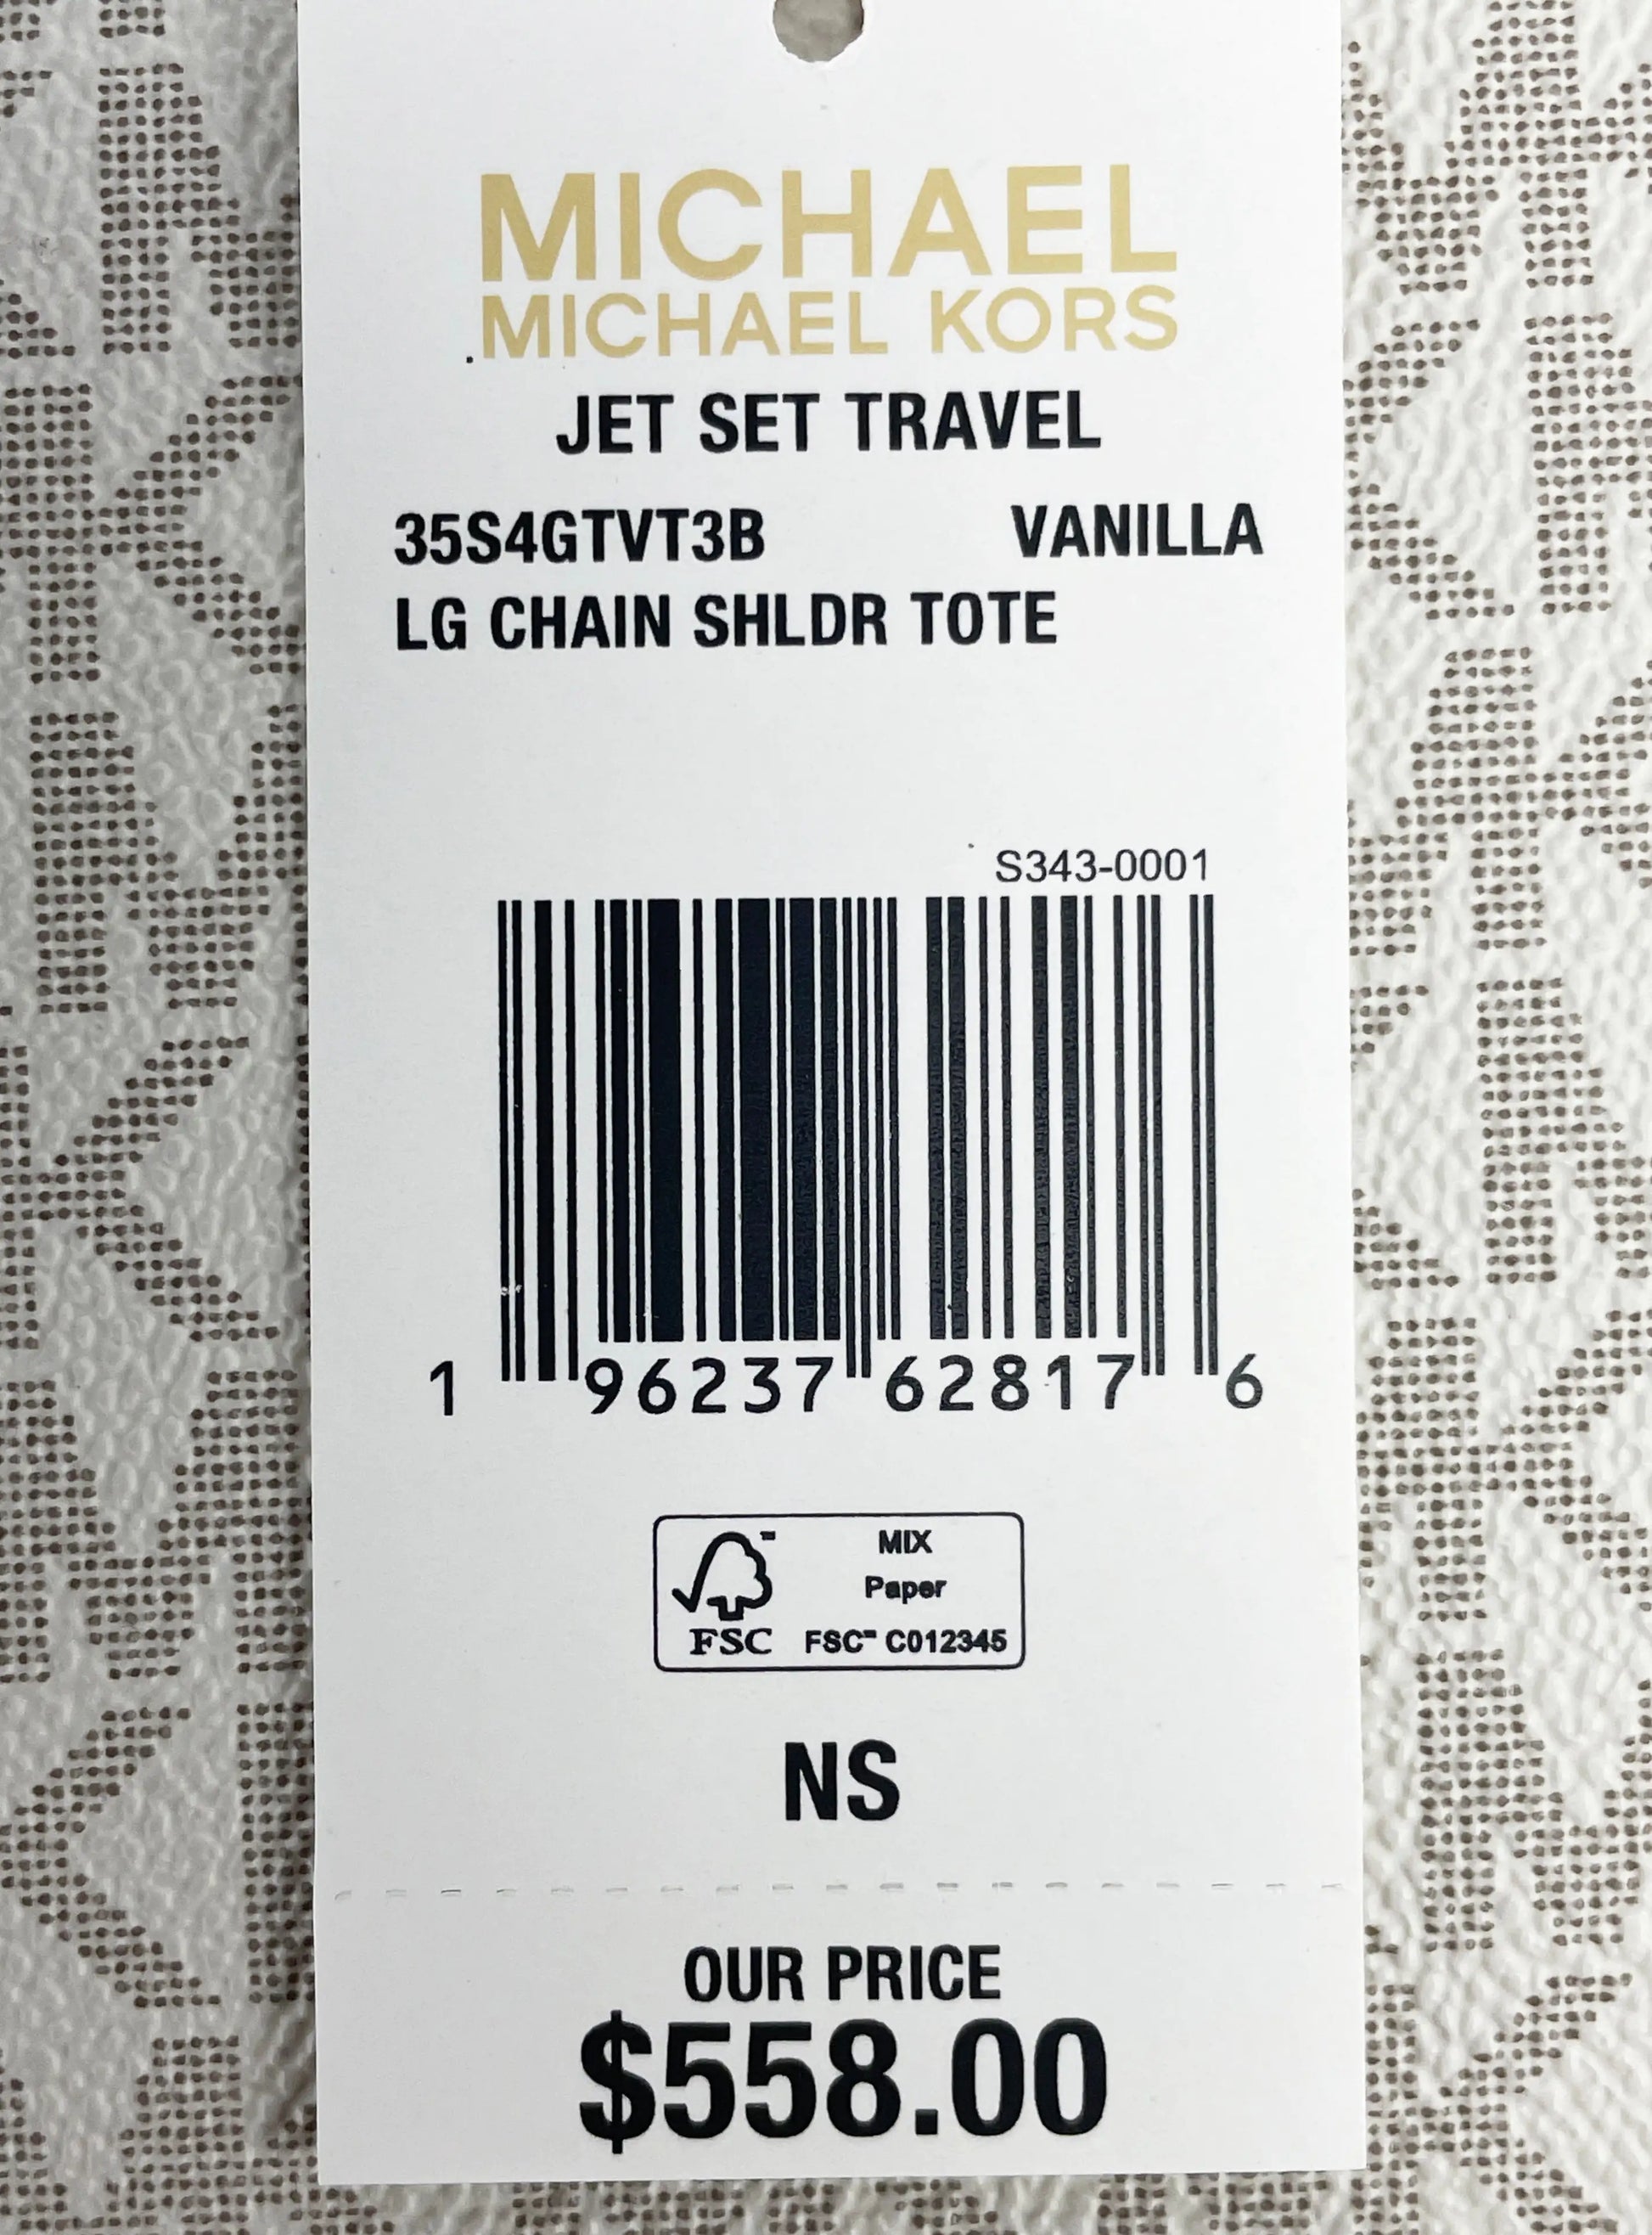 MICHAEL
MICHAEL KORS
JET SET TRAVEL
35S4GTVT3B VANILLA
LG CHAIN SHLDR TOTE
S343-0001
1 96237 62817 6
MIX
Paper
FSC FSC™ C012345
NS
OUR PRICE
$558.00